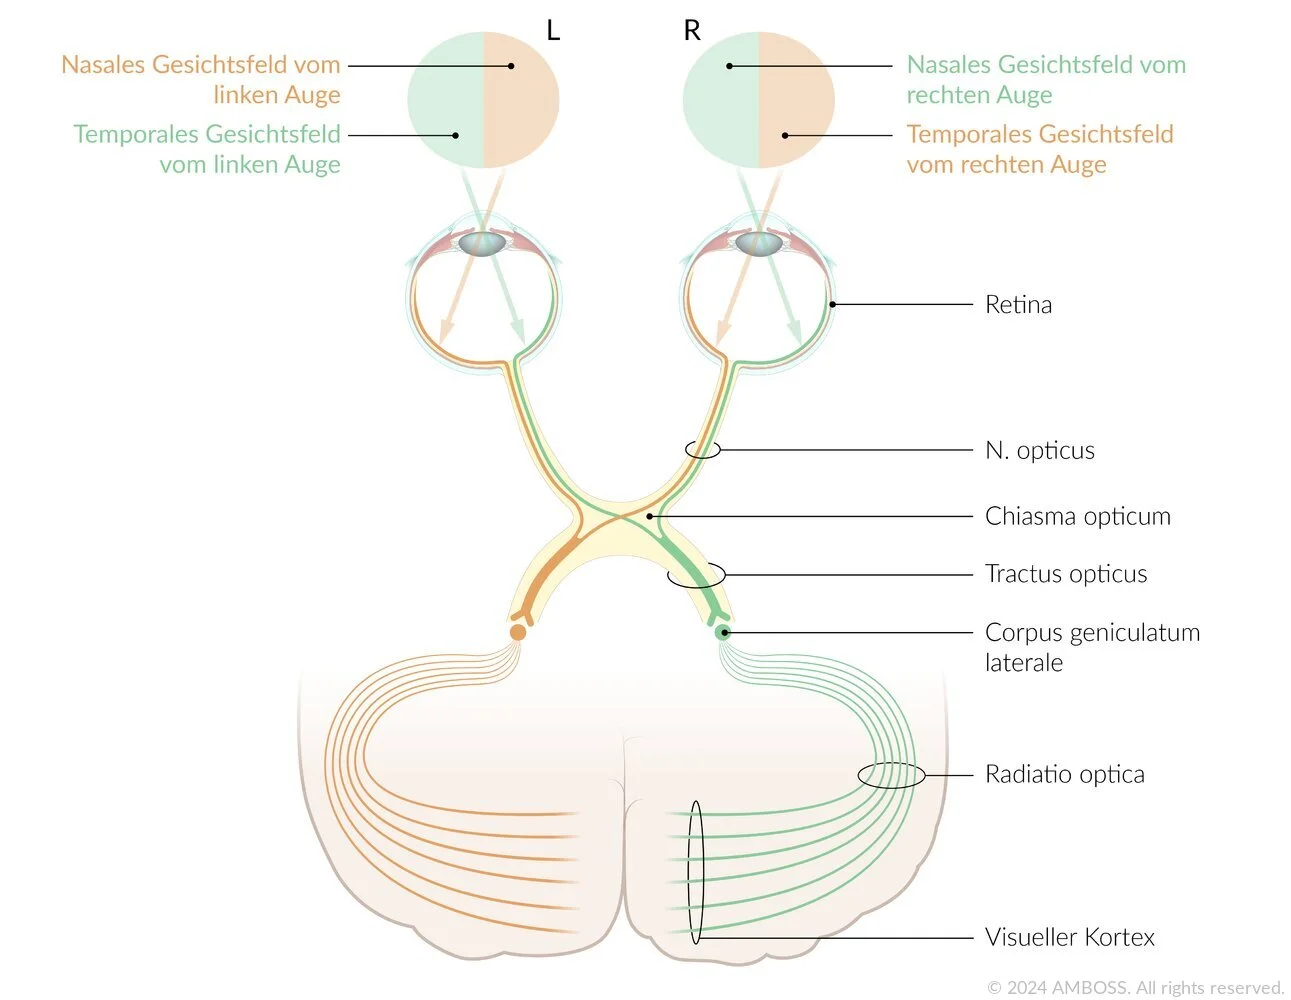 L
R
Nasales Gesichtsfeld vom
linken Auge
Temporales Gesichtsfeld
vom linken Auge
Nasales Gesichtsfeld vom
rechten Auge
Temporales Gesichtsfeld
vom rechten Auge
Retina
N. opticus
Chiasma opticum
Tractus opticus
Corpus geniculatum
laterale
Radiatio optica
Visueller Kortex
© 2024 AMBOSS. All rights reserved.